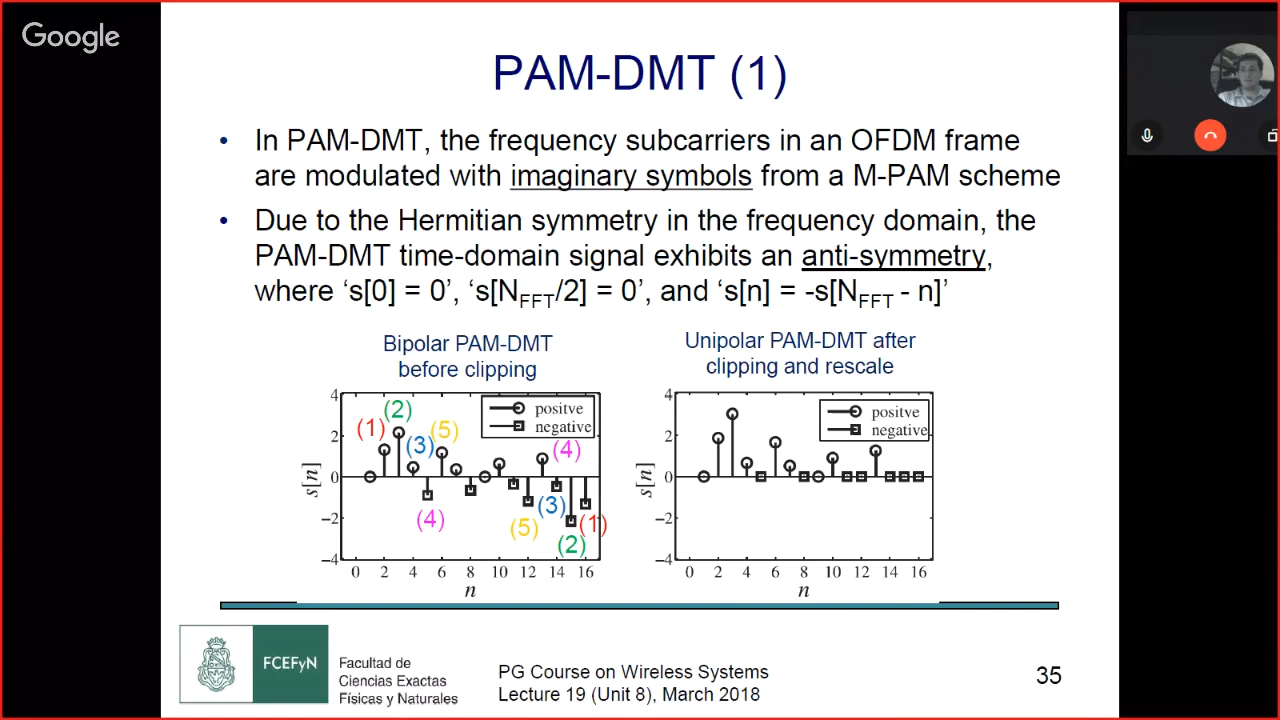 Google
PAM-DMT (1)
• In PAM-DMT, the frequency subcarriers in an OFDM frame
are modulated with imaginary symbols from a M-PAM scheme
• Due to the Hermitian symmetry in the frequency domain, the
PAM-DMT time-domain signal exhibits an anti-symmetry,
where ‘s[0] = 0’, ‘s[NFFT/2] = 0’, and ‘s[n] = -s[NFFT - n]’
Bipolar PAM-DMT
before clipping
4
2
0
−2
−4
s[n]
(1)
(2)
(3)
(5)
(4)
positve
negative
(4)
(5)
(3)
(2)
(1)
0 2 4 6 8 10 12 14 16
n
Unipolar PAM-DMT after
clipping and rescale
4
2
0
−2
−4
s[n]
positve
negative
0 2 4 6 8 10 12 14 16
n
FCEFyN
Facultad de
Ciencias Exactas
Físicas y Naturales
PG Course on Wireless Systems
Lecture 19 (Unit 8), March 2018
35